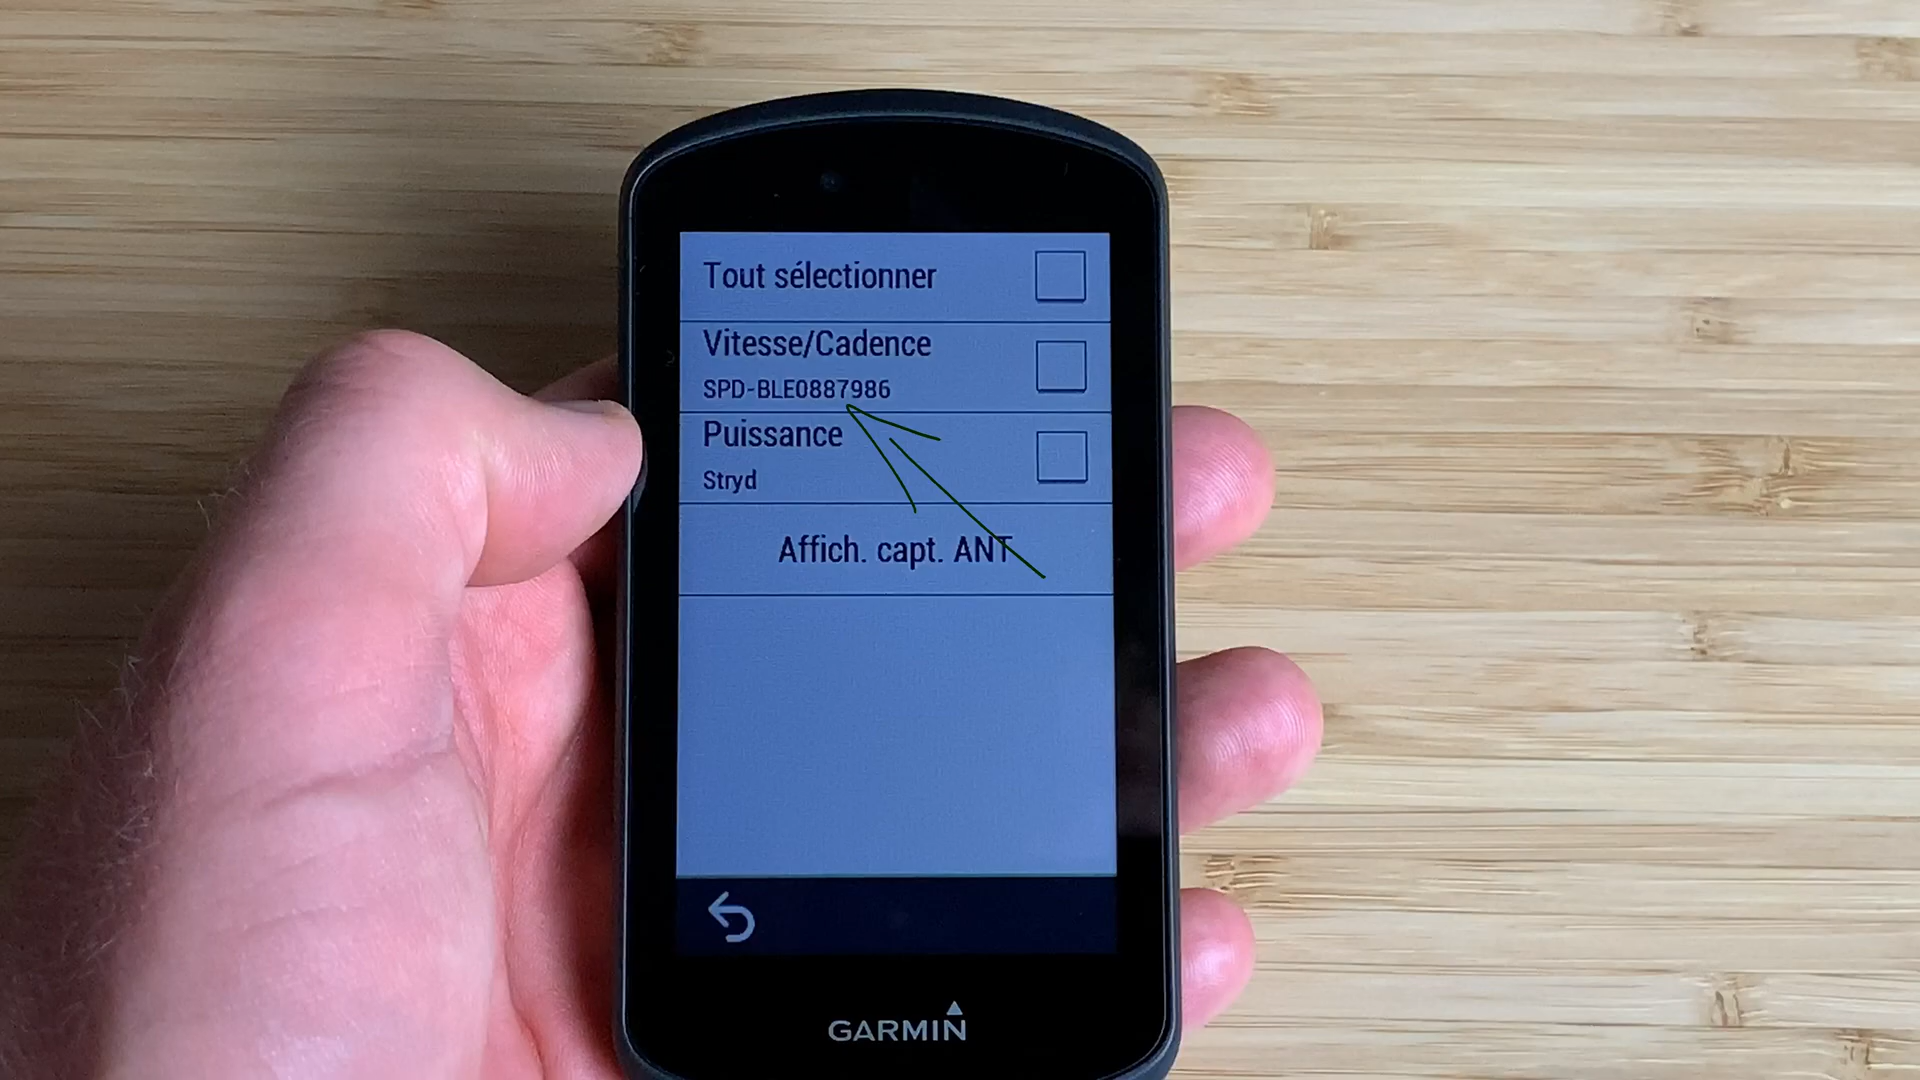 Tout sélectionner
Vitesse/Cadence
SPD-BLE0887986
Puissance
Stryd
Affich. capt. ANT
GARMIN